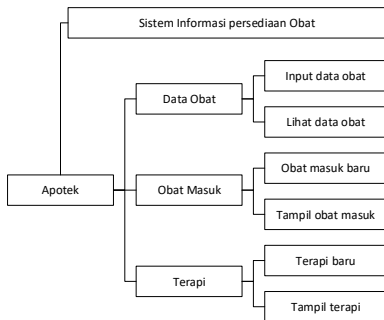 Sistem Informasi persediaan Obat
Input data obat
Data Obat
Lihat data obat
Obat masuk baru
Apotek
Obat Masuk
Tampil obat masuk
Terapi baru
Terapi
Tampil terapi